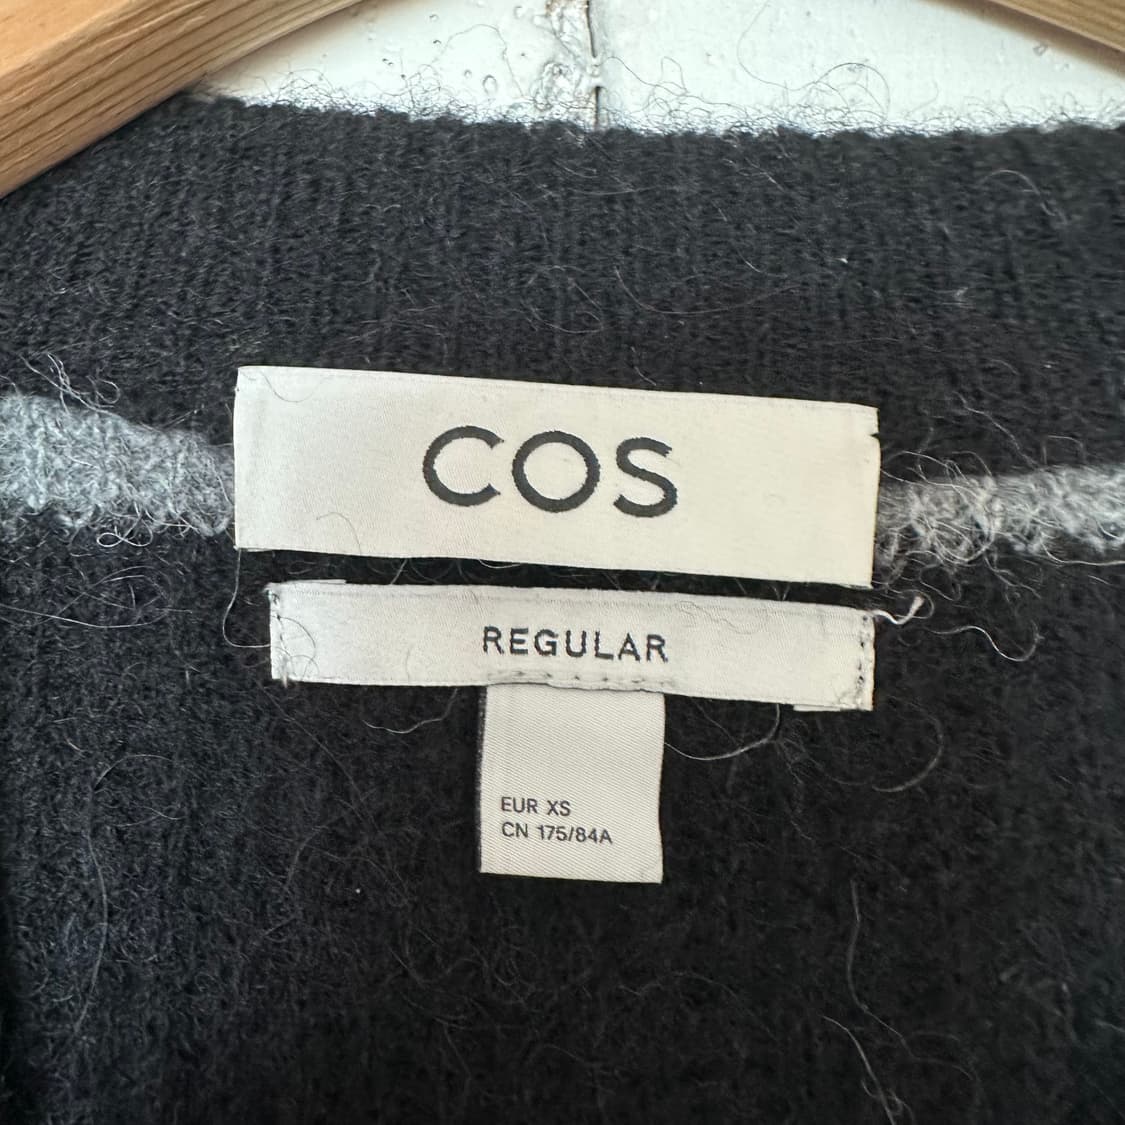 COS
REGULAR
EUR XS
CN 175/84A